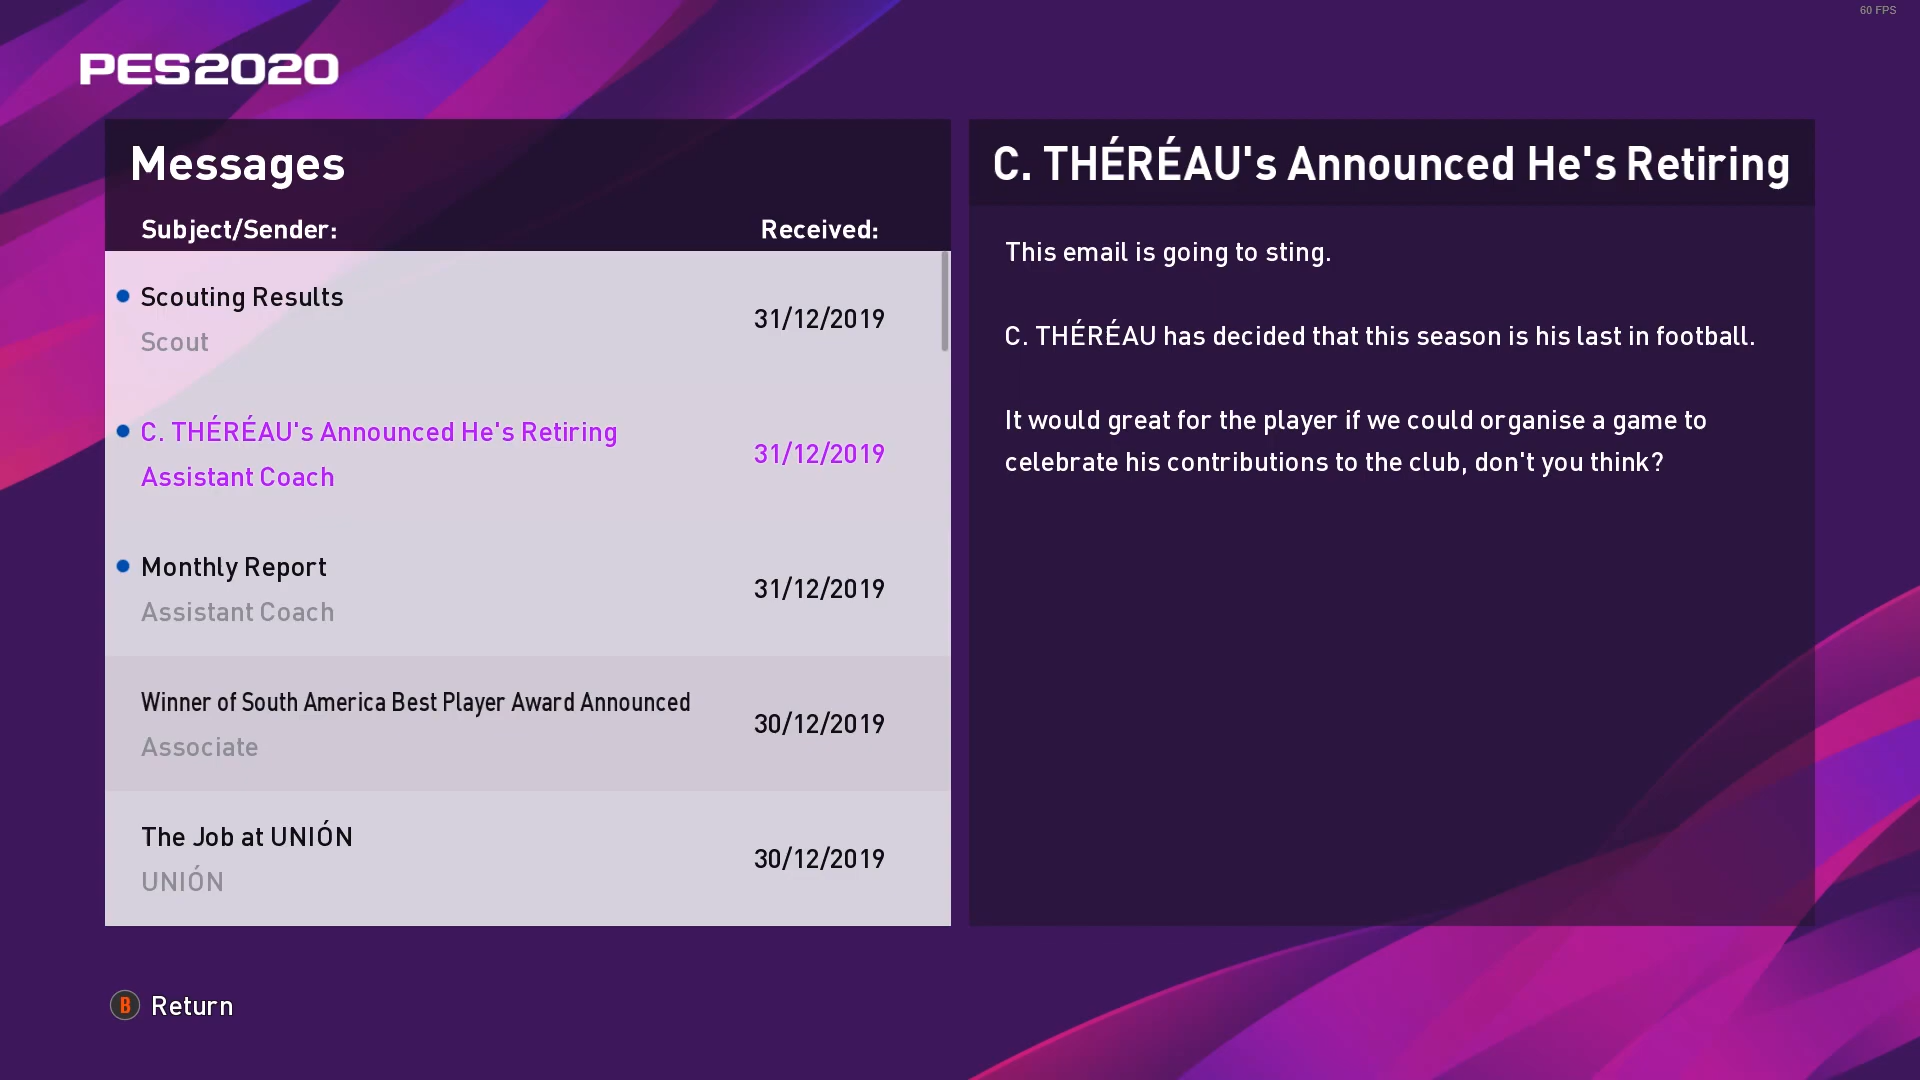 60 FPS
PES2020
Messages
Subject/Sender: Received:
Scouting Results
Scout
31/12/2019
C. THÉRÉAU's Announced He's Retiring
Assistant Coach
31/12/2019
Monthly Report
Assistant Coach
31/12/2019
Winner of South America Best Player Award Announced
Associate
30/12/2019
The Job at UNIÓN
UNIÓN
30/12/2019
C. THÉRÉAU's Announced He's Retiring
This email is going to sting.
C. THÉRÉAU has decided that this season is his last in football.
It would great for the player if we could organise a game to
celebrate his contributions to the club, don't you think?
B Return